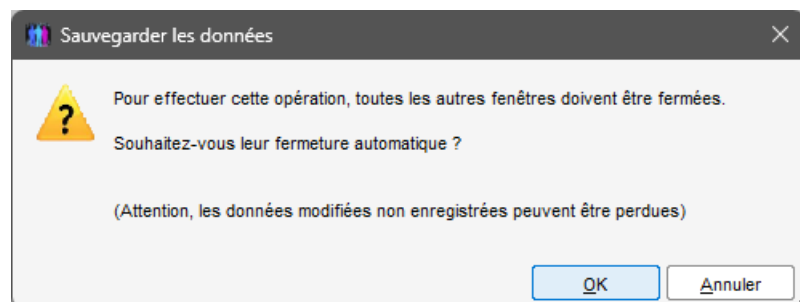 Sauvegarder les données
Pour effectuer cette opération, toutes les autres fenêtres doivent être fermées.
Souhaitez-vous leur fermeture automatique ?
(Attention, les données modifiées non enregistrées peuvent être perdues)
OK
Annuler